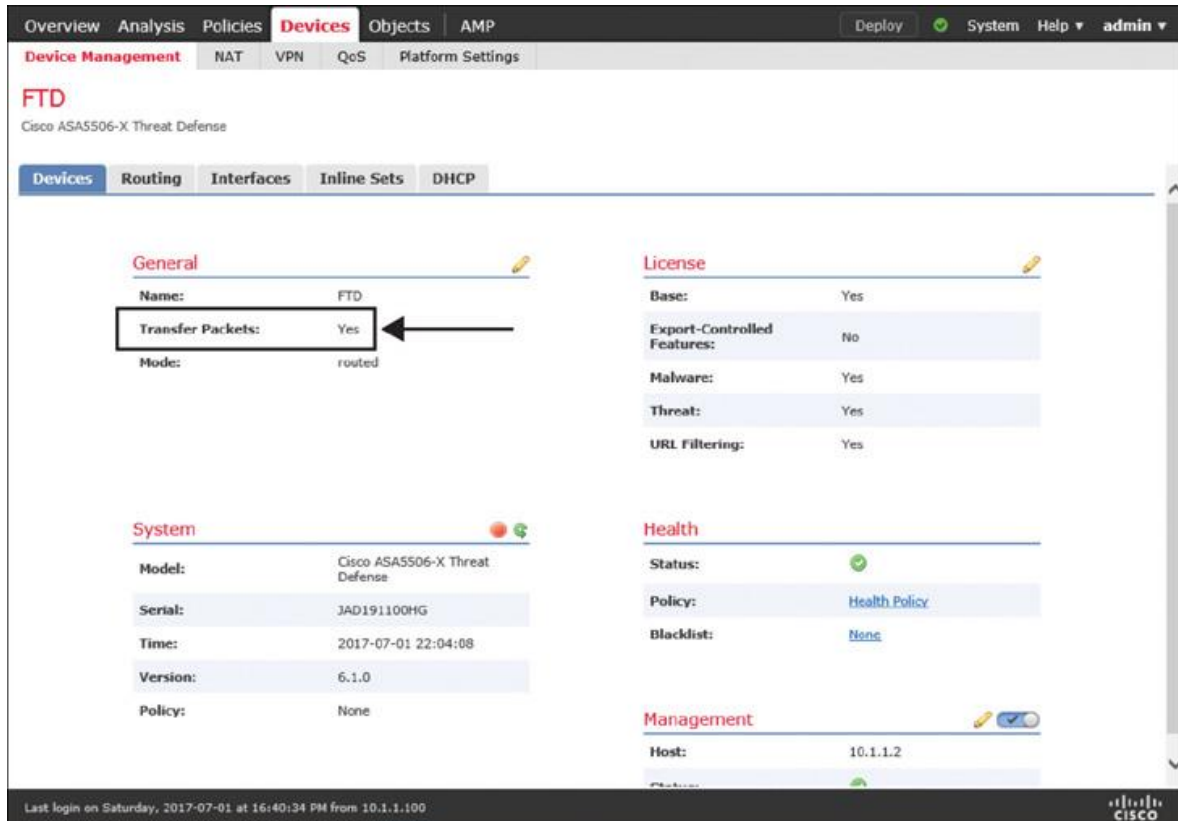 Overview Analysis Policies Devices Objects AMP Deploy System Help ▾ admin ▾
Device Management NAT VPN QoS Platform Settings
FTD
Cisco ASA5506-X Threat Defense
Devices Routing Interfaces Inline Sets DHCP
General
Name: FTD
Transfer Packets: Yes
Mode: routed
License
Base: Yes
Export-Controlled
Features: No
Malware: Yes
Threat: Yes
URL Filtering: Yes
System
Model: Cisco ASA5506-X Threat
Defense
Serial: JAD191100HG
Time: 2017-07-01 22:04:08
Version: 6.1.0
Policy: None
Health
Status:
Policy: Health Policy
Blacklist: None
Management
Host: 10.1.1.2
Status:
Last login on Saturday, 2017-07-01 at 16:40:34 PM from 10.1.1.100
CISCO